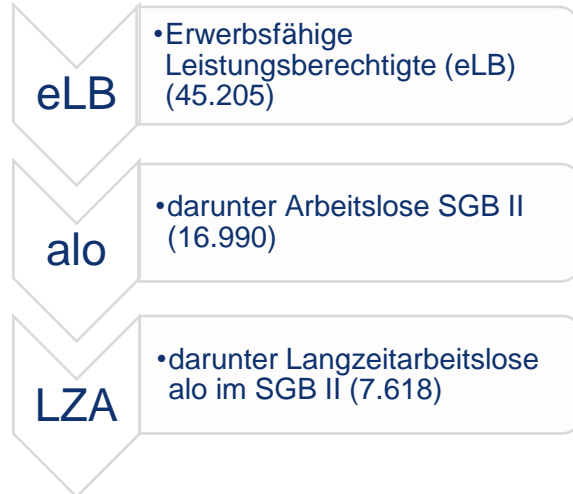 eLB
•Erwerbsfähige
Leistungsberechtigte (eLB)
(45.205)
alo
•darunter Arbeitslose SGB II
(16.990)
LZA
•darunter Langzeitarbeitslose
alo im SGB II (7.618)